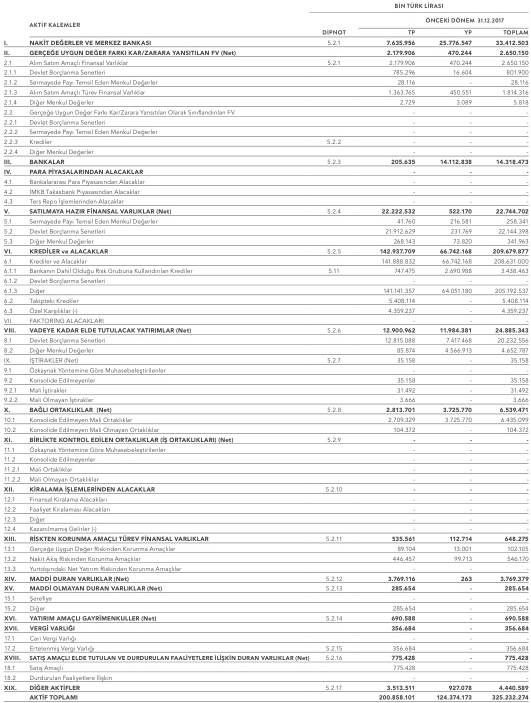 BİN TÜRK LİRASI
ÖNCEKİ DÖNEM 31.12.2017
AKTİF KALEMLER DİPNOT TP YP TOPLAM
I. NAKİT DEĞERLER VE MERKEZ BANKASI 5.2.1 7.635.956 25.776.547 33.412.503
II. GERÇEĞE UYGUN DEĞER FARKI KAR/ZARARA YANSITILAN FV (Net) 2.179.906 470.244 2.650.150
2.1 Alım Satım Amaçlı Finansal Varlıklar 5.2.1 2.179.906 470.244 2.650.150
2.1.1 Devlet Borçlanma Senetleri 785.296 16.604 801.900
2.1.2 Sermayede Payı Temsil Eden Menkul Değerler 28.116 - 28.116
2.1.3 Alım Satım Amaçlı Türev Finansal Varlıklar 1.363.765 450.551 1.814.316
2.1.4 Diğer Menkul Değerler 2.729 3.089 5.818
2.2 Gerçeğe Uygun Değer Farkı Kar/Zarara Yansıtılan Olarak Sınıflandırılan FV - - -
2.2.1 Devlet Borçlanma Senetleri - - -
2.2.2 Sermayede Payı Temsil Eden Menkul Değerler - - -
2.2.3 Krediler 5.2.2 - - -
2.2.4 Diğer Menkul Değerler - - -
III. BANKALAR 5.2.3 205.635 14.112.838 14.318.473
IV. PARA PİYASALARINDAN ALACAKLAR - - -
4.1 Bankalararası Para Piyasasından Alacaklar - - -
4.2 İMKB Takasbank Piyasasından Alacaklar - - -
4.3 Ters Repo İşlemlerinden Alacaklar - - -
V. SATILMAYA HAZIR FİNANSAL VARLIKLAR (Net) 5.2.4 22.222.532 522.170 22.744.702
5.1 Sermayede Payı Temsil Eden Menkul Değerler 41.760 216.581 258.341
5.2 Devlet Borçlanma Senetleri 21.912.629 231.769 22.144.398
5.3 Diğer Menkul Değerler 268.143 73.820 341.963
VI. KREDİLER ve ALACAKLAR 5.2.5 142.937.709 66.742.168 209.679.877
6.1 Krediler ve Alacaklar 141.888.832 66.742.168 208.631.000
6.1.1 Bankanın Dahil Olduğu Risk Grubuna Kullandırılan Krediler 5.11 747.475 2.690.988 3.438.463
6.1.2 Devlet Borçlanma Senetleri - - -
6.1.3 Diğer 141.141.357 64.051.180 205.192.537
6.2 Takipteki Krediler 5.408.114 - 5.408.114
6.3 Özel Karşılıklar (-) 4.359.237 - 4.359.237
VII. FAKTORİNG ALACAKLARI - - -
VIII. VADEYE KADAR ELDE TUTULACAK YATIRIMLAR (Net) 5.2.6 12.900.962 11.984.381 24.885.343
8.1 Devlet Borçlanma Senetleri 12.815.088 7.417.468 20.232.556
8.2 Diğer Menkul Değerler 85.874 4.566.913 4.652.787
IX. İŞTİRAKLER (Net) 5.2.7 35.158 - 35.158
9.1 Özkaynak Yöntemine Göre Muhasebeleştirilenler - - -
9.2 Konsolide Edilmeyenler 35.158 - 35.158
9.2.1 Mali İştirakler 31.492 - 31.492
9.2.2 Mali Olmayan İştirakler 3.666 - 3.666
X. BAĞLI ORTAKLIKLAR (Net) 5.2.8 2.813.701 3.725.770 6.539.471
10.1 Konsolide Edilmeyen Mali Ortaklıklar 2.709.329 3.725.770 6.435.099
10.2 Konsolide Edilmeyen Mali Olmayan Ortaklıklar 104.372 - 104.372
XI. BİRLİKTE KONTROL EDİLEN ORTAKLIKLAR (İŞ ORTAKLIKLARI) (Net) 5.2.9 - - -
11.1 Özkaynak Yöntemine Göre Muhasebeleştirilenler - - -
11.2 Konsolide Edilmeyenler - - -
11.2.1 Mali Ortaklıklar - - -
11.2.2 Mali Olmayan Ortaklıklar - - -
XII. KİRALAMA İŞLEMLERİNDEN ALACAKLAR 5.2.10 - - -
12.1 Finansal Kiralama Alacakları - - -
12.2 Faaliyet Kiralaması Alacakları - - -
12.3 Diğer - - -
12.4 Kazanılmamış Gelirler (-) - - -
XIII. RİSKTEN KORUNMA AMAÇLI TÜREV FİNANSAL VARLIKLAR 5.2.11 535.561 112.714 648.275
13.1 Gerçeğe Uygun Değer Riskinden Korunma Amaçlılar 89.104 13.001 102.105
13.2 Nakit Akış Riskinden Korunma Amaçlılar 446.457 99.713 546.170
13.3 Yurtdışındaki Net Yatırım Riskinden Korunma Amaçlılar - - -
XIV. MADDİ DURAN VARLIKLAR (Net) 5.2.12 3.769.116 263 3.769.379
XV. MADDİ OLMAYAN DURAN VARLIKLAR (Net) 5.2.13 285.654 - 285.654
15.1 Şerefiye - - -
15.2 Diğer 285.654 - 285.654
XVI. YATIRIM AMAÇLI GAYRİMENKULLER (Net) 5.2.14 690.588 - 690.588
XVII. VERGİ VARLIĞI 356.684 - 356.684
17.1 Cari Vergi Varlığı - - -
17.2 Ertelenmiş Vergi Varlığı 5.2.15 356.684 - 356.684
XVIII. SATIŞ AMAÇLI ELDE TUTULAN VE DURDURULAN FAALİYETLERE İLİŞKİN DURAN VARLIKLAR (Net) 5.2.16 775.428 - 775.428
18.1 Satış Amaçlı 775.428 - 775.428
18.2 Durdurulan Faaliyetlere İlişkin - - -
XIX. DİĞER AKTİFLER 5.2.17 3.513.511 927.078 4.440.589
AKTİF TOPLAMI 200.858.101 124.374.173 325.232.274